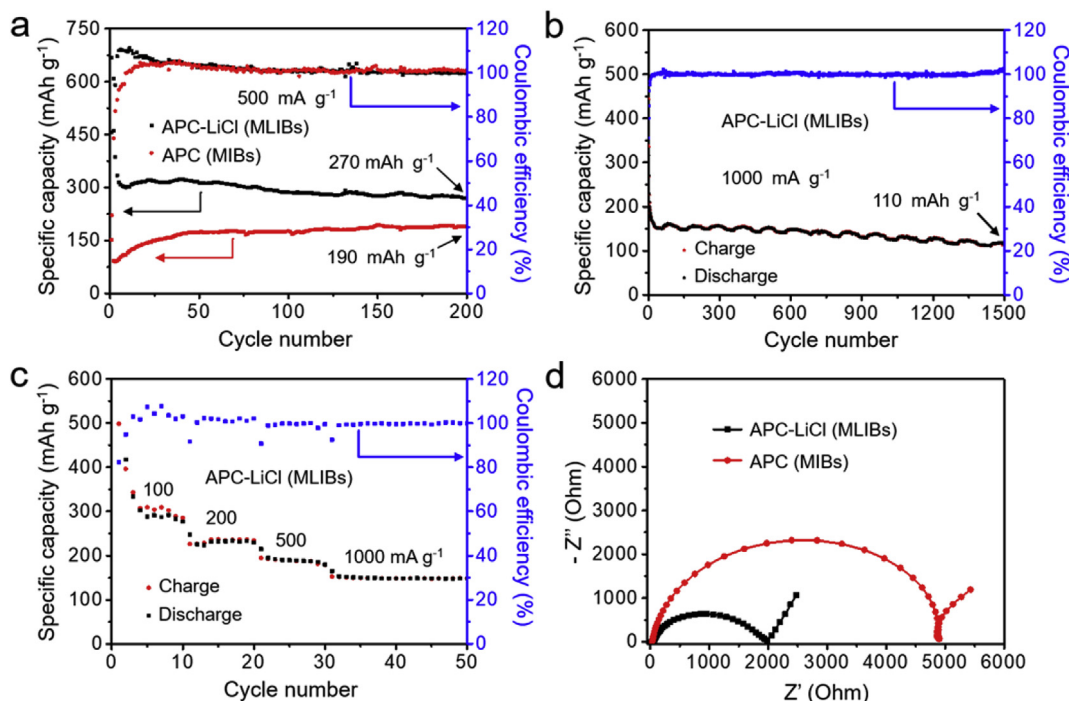 a
750
600
450
300
150
0
Specific capacity (mAh g⁻¹)
500 mA g⁻¹
APC-LiCl (MLIBs)
APC (MIBs)
270 mAh g⁻¹
190 mAh g⁻¹
120
100
80
60
40
20
0
Coulombic efficiency (%)
0 50 100 150 200
Cycle number
b
600
500
400
300
200
100
0
Specific capacity (mAh g⁻¹)
APC-LiCl (MLIBs)
1000 mA g⁻¹
110 mAh g⁻¹
Charge
Discharge
120
100
80
60
40
20
0
Coulombic efficiency (%)
0 300 600 900 1200 1500
Cycle number
c
600
500
400
300
200
100
0
Specific capacity (mAh g⁻¹)
APC-LiCl (MLIBs)
100
200
500
1000 mA g⁻¹
Charge
Discharge
120
100
80
60
40
20
0
Coulombic efficiency (%)
0 10 20 30 40 50
Cycle number
d
6000
5000
4000
3000
2000
1000
0
- Z'' (Ohm)
APC-LiCl (MLIBs)
APC (MIBs)
0 1000 2000 3000 4000 5000 6000
Z' (Ohm)